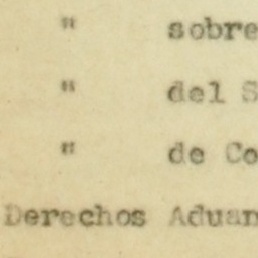 " sobre
" del S
" de Co
Derechos Aduan